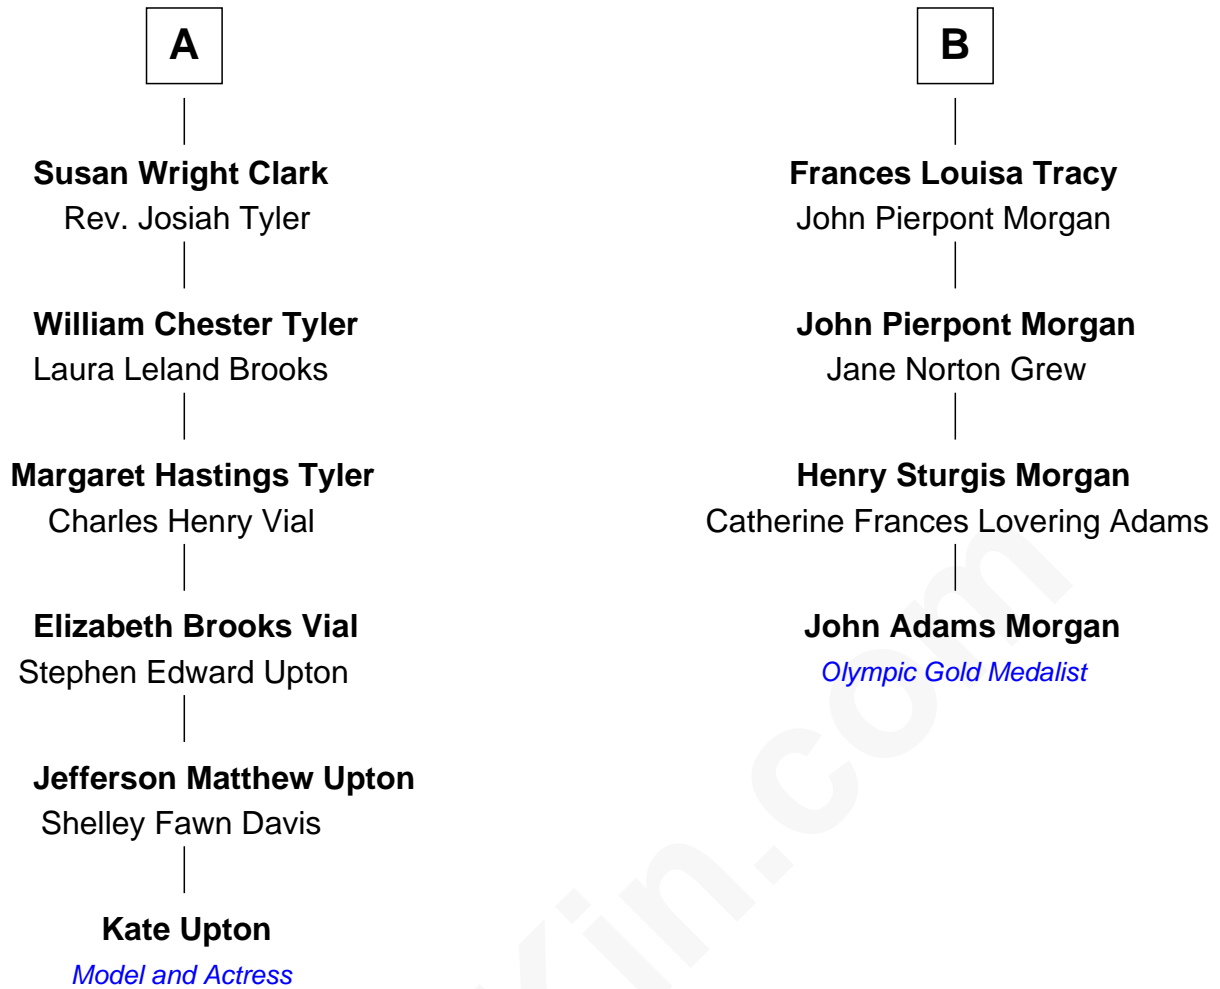 A
Susan Wright Clark
Rev. Josiah Tyler
William Chester Tyler
Laura Leland Brooks
Margaret Hastings Tyler
Charles Henry Vial
Elizabeth Brooks Vial
Stephen Edward Upton
Jefferson Matthew Upton
Shelley Fawn Davis
Kate Upton
Model and Actress
B
Frances Louisa Tracy
John Pierpont Morgan
John Pierpont Morgan
Jane Norton Grew
Henry Sturgis Morgan
Catherine Frances Lovering Adams
John Adams Morgan
Olympic Gold Medalist
Kin.com